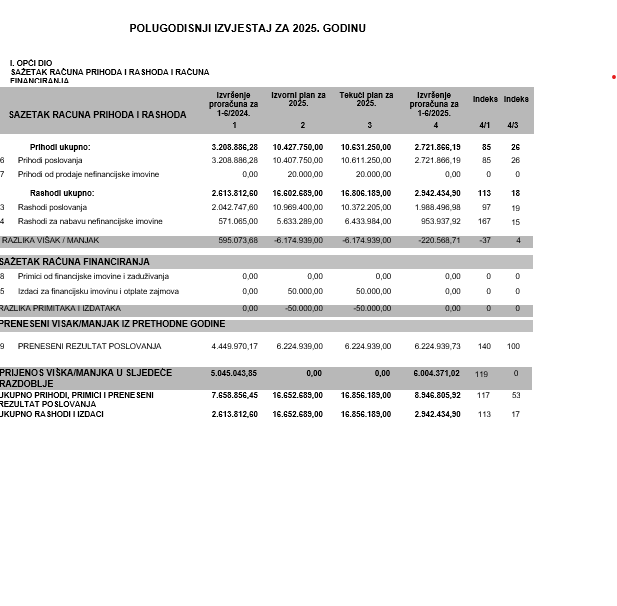 POLUGODISNJI IZVJESTAJ ZA 2025. GODINU
I. OPĆI DIO
SAŽETAK RAČUNA PRIHODA I RASHODA I RAČUNA
FINANCIRANJA
SAZETAK RACUNA PRIHODA I RASHODA
Izvršenje proračuna za 1-6/2024. Izvorni plan za 2025. Tekući plan za 2025. Izvršenje proračuna za 1-6/2025. Indeks Indeks
1 2 3 4 4/1 4/3
Prihodi ukupno: 3.208.886,28 10.427.750,00 10.631.250,00 2.721.866,19 85 26
6 Prihodi poslovanja 3.208.886,28 10.407.750,00 10.611.250,00 2.721.866,19 85 26
7 Prihodi od prodaje nefinancijske imovine 0,00 20.000,00 20.000,00 0,00 0 0
Rashodi ukupno: 2.613.812,60 16.602.689,00 16.806.189,00 2.942.434,90 113 18
3 Rashodi poslovanja 2.042.747,60 10.969.400,00 10.372.205,00 1.988.496,98 97 19
4 Rashodi za nabavu nefinancijske imovine 571.065,00 5.633.289,00 6.433.984,00 953.937,92 167 15
RAZLIKA VIŠAK / MANJAK 595.073,68 -6.174.939,00 -6.174.939,00 -220.568,71 -37 4
SAŽETAK RAČUNA FINANCIRANJA
8 Primici od financijske imovine i zaduživanja 0,00 0,00 0,00 0,00 0 0
5 Izdaci za financijsku imovinu i otplate zajmova 0,00 50.000,00 50.000,00 0,00 0 0
RAZLIKA PRIMITAKA I IZDATAKA 0,00 -50.000,00 -50.000,00 0,00 0 0
PRENESENI VISAK/MANJAK IZ PRETHODNE GODINE
9 PRENESENI REZULTAT POSLOVANJA 4.449.970,17 6.224.939,00 6.224.939,00 6.224.939,73 140 100
PRIJENOS VIŠKA/MANJKA U SLJEDEĆE 5.045.043,85 0,00 0,00 6.004.371,02 119 0
RAZDOBLJE
UKUPNO PRIHODI, PRIMICI I PRENESENI 7.658.856,45 16.652.689,00 16.856.189,00 8.946.805,92 117 53
REZULTAT POSLOVANJA
UKUPNO RASHODI I IZDACI 2.613.812,60 16.652.689,00 16.856.189,00 2.942.434,90 113 17